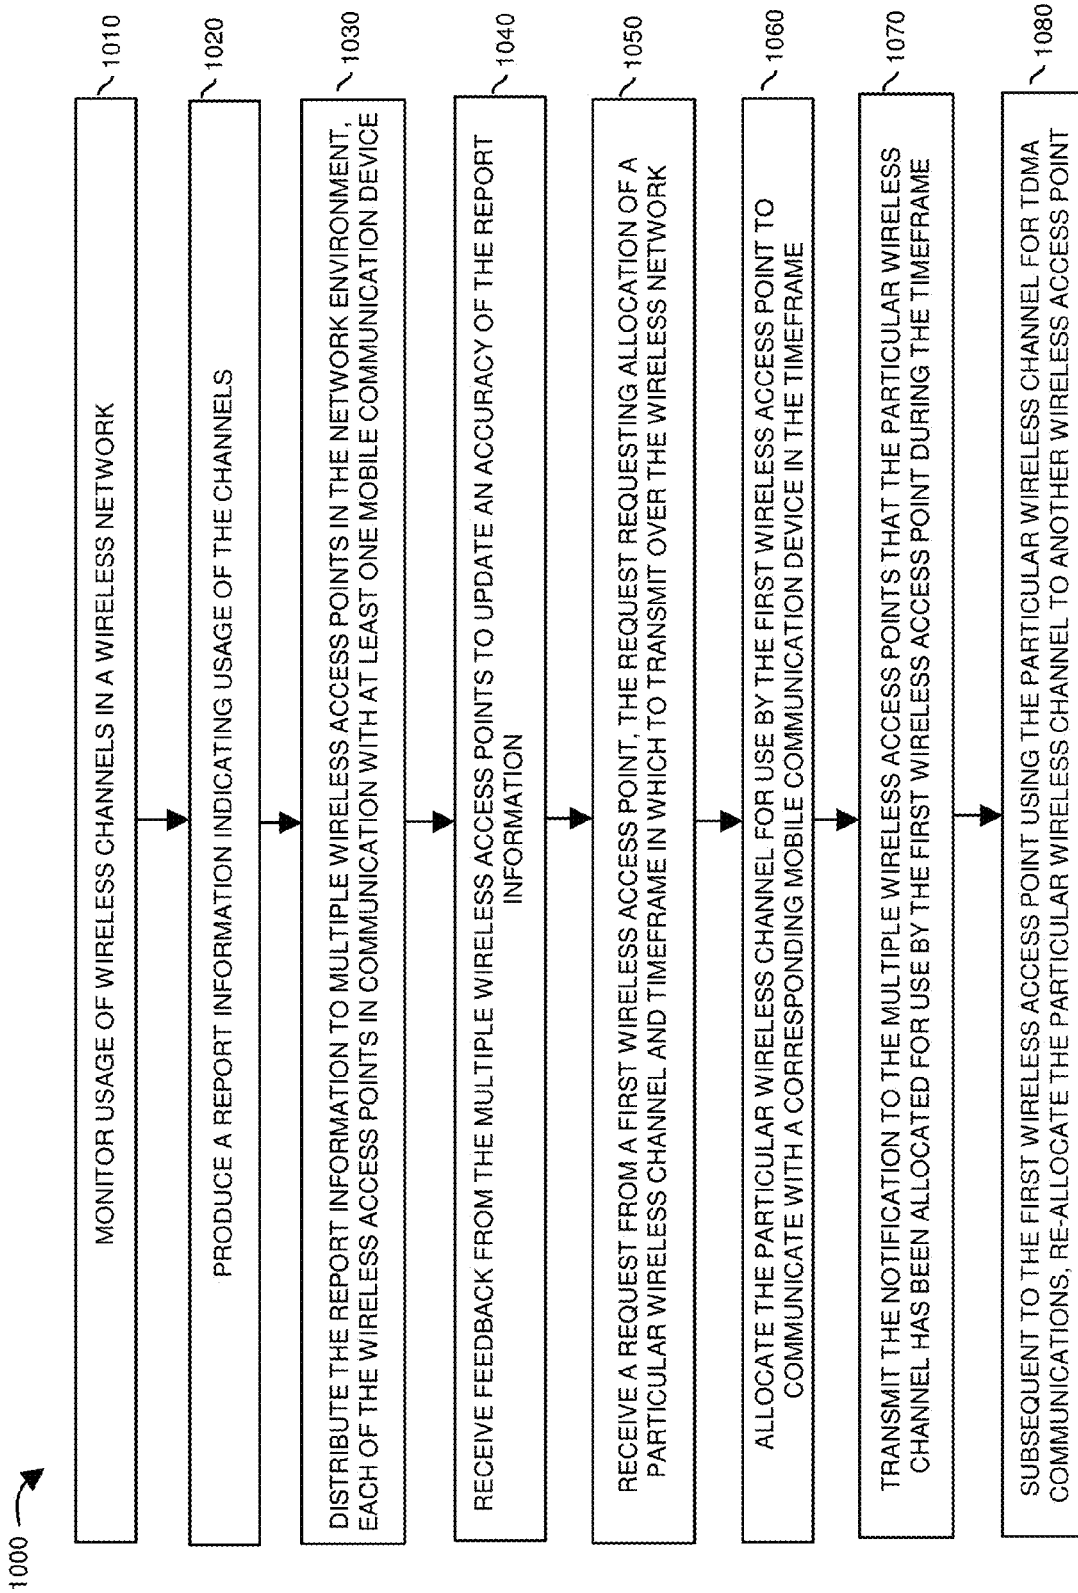 1000
MONITOR USAGE OF WIRELESS CHANNELS IN A WIRELESS NETWORK
1010
PRODUCE A REPORT INFORMATION INDICATING USAGE OF THE CHANNELS
1020
DISTRIBUTE THE REPORT INFORMATION TO MULTIPLE WIRELESS ACCESS POINTS IN THE NETWORK ENVIRONMENT,
EACH OF THE WIRELESS ACCESS POINTS IN COMMUNICATION WITH AT LEAST ONE MOBILE COMMUNICATION DEVICE
1030
RECEIVE FEEDBACK FROM THE MULTIPLE WIRELESS ACCESS POINTS TO UPDATE AN ACCURACY OF THE REPORT
INFORMATION
1040
RECEIVE A REQUEST FROM A FIRST WIRELESS ACCESS POINT, THE REQUEST REQUESTING ALLOCATION OF A
PARTICULAR WIRELESS CHANNEL AND TIMEFRAME IN WHICH TO TRANSMIT OVER THE WIRELESS NETWORK
1050
ALLOCATE THE PARTICULAR WIRELESS CHANNEL FOR USE BY THE FIRST WIRELESS ACCESS POINT TO
COMMUNICATE WITH A CORRESPONDING MOBILE COMMUNICATION DEVICE IN THE TIMEFRAME
1060
TRANSMIT THE NOTIFICATION TO THE MULTIPLE WIRELESS ACCESS POINTS THAT THE PARTICULAR WIRELESS
CHANNEL HAS BEEN ALLOCATED FOR USE BY THE FIRST WIRELESS ACCESS POINT DURING THE TIMEFRAME
1070
SUBSEQUENT TO THE FIRST WIRELESS ACCESS POINT USING THE PARTICULAR WIRELESS CHANNEL FOR TDMA
COMMUNICATIONS, RE-ALLOCATE THE PARTICULAR WIRELESS CHANNEL TO ANOTHER WIRELESS ACCESS POINT
1080